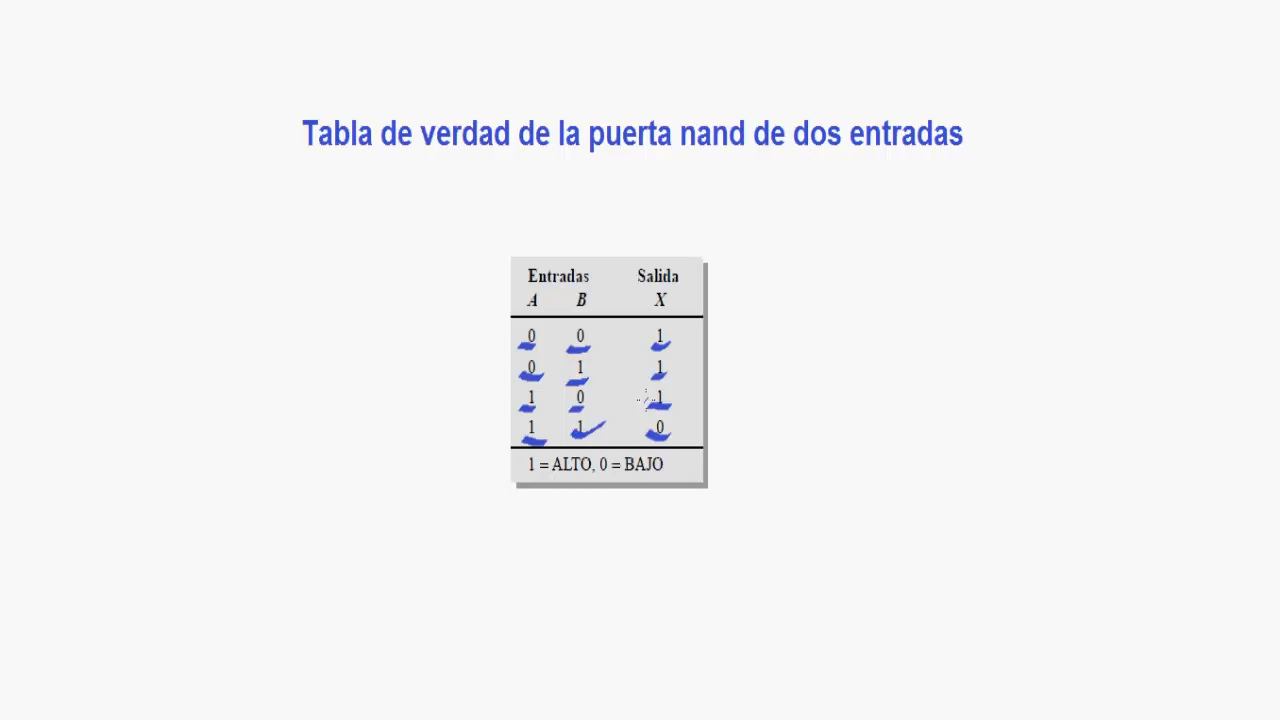 Tabla de verdad de la puerta nand de dos entradas
Entradas Salida
A B X
0 0 1
0 1 1
1 0 1
1 1 0
1 = ALTO, 0 = BAJO